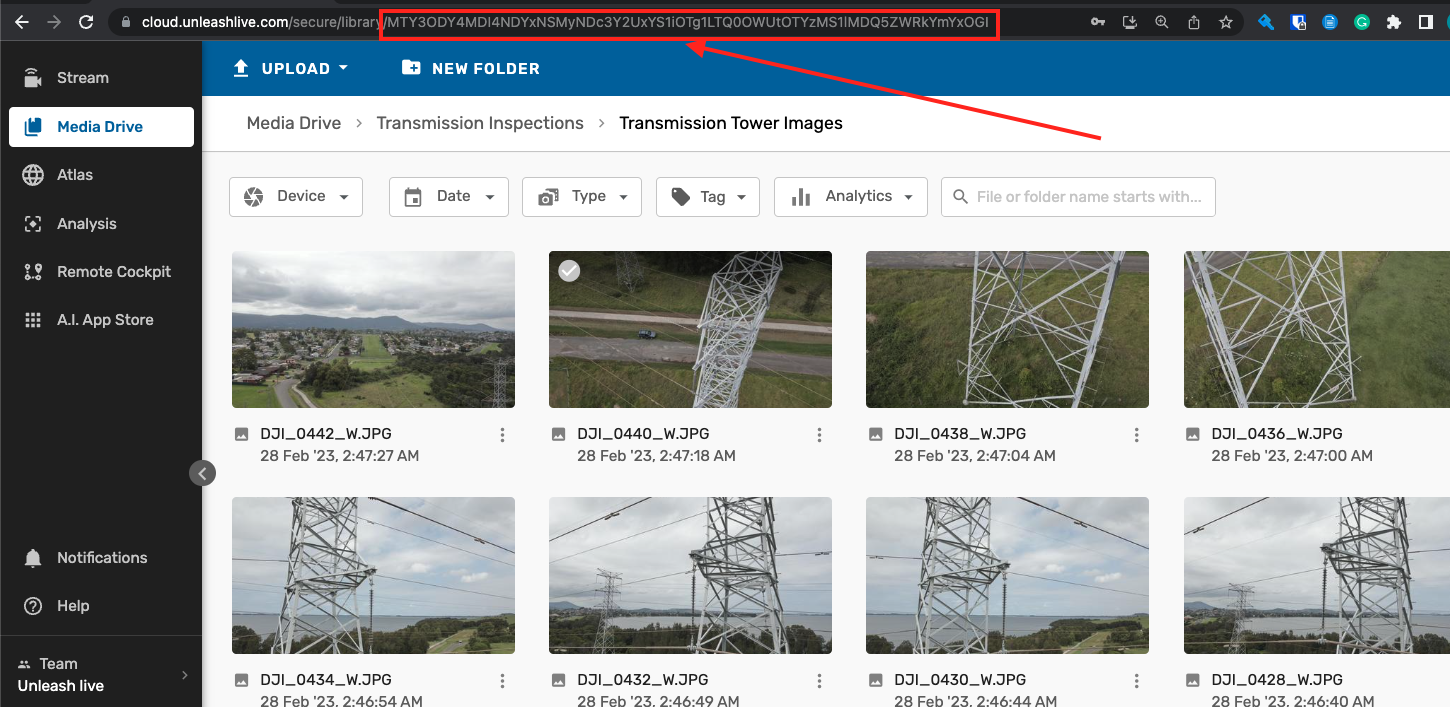 cloud.unleashlive.com/secure/library/MTY3ODY4MDI4NDYxNSMyNDc3Y2UxYS1iOTg1LTQ0OWUtOTYzMS1lMDQ5ZWRkYmYxOGI
Stream
Media Drive
Atlas
Analysis
Remote Cockpit
A.I. App Store
Notifications
Help
Team
Unleash live
UPLOAD
NEW FOLDER
Media Drive > Transmission Inspections > Transmission Tower Images
Device
Date
Type
Tag
Analytics
File or folder name starts with...
DJI_0442_W.JPG
28 Feb '23, 2:47:27 AM
DJI_0440_W.JPG
28 Feb '23, 2:47:18 AM
DJI_0438_W.JPG
28 Feb '23, 2:47:04 AM
DJI_0436_W.JPG
28 Feb '23, 2:47:00 AM
DJI_0434_W.JPG
28 Feb '23, 2:46:54 AM
DJI_0432_W.JPG
28 Feb '23, 2:46:49 AM
DJI_0430_W.JPG
28 Feb '23, 2:46:44 AM
DJI_0428_W.JPG
28 Feb '23, 2:46:40 AM